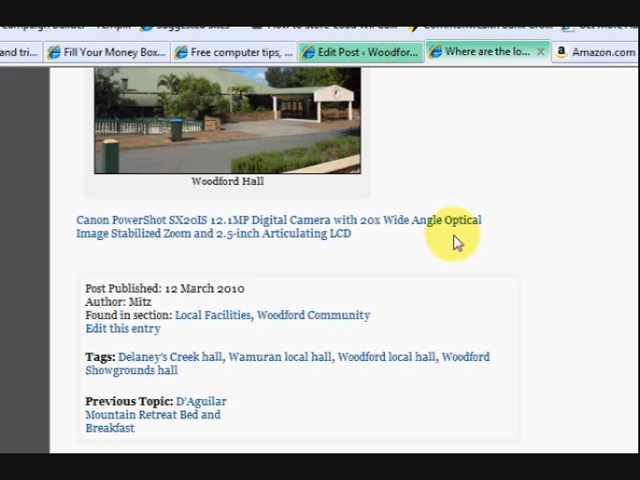 and tri... Fill Your Money Box... Free computer tips, ... Edit Post ‹ Woodfor... Where are the lo... Amazon.com
Woodford Hall
Canon PowerShot SX20IS 12.1MP Digital Camera with 20x Wide Angle Optical
Image Stabilized Zoom and 2.5-inch Articulating LCD
Post Published: 12 March 2010
Author: Mitz
Found in section: Local Facilities, Woodford Community
Edit this entry
Tags: Delaney's Creek hall, Wamuran local hall, Woodford local hall, Woodford
Showgrounds hall
Previous Topic: D'Aguilar
Mountain Retreat Bed and
Breakfast